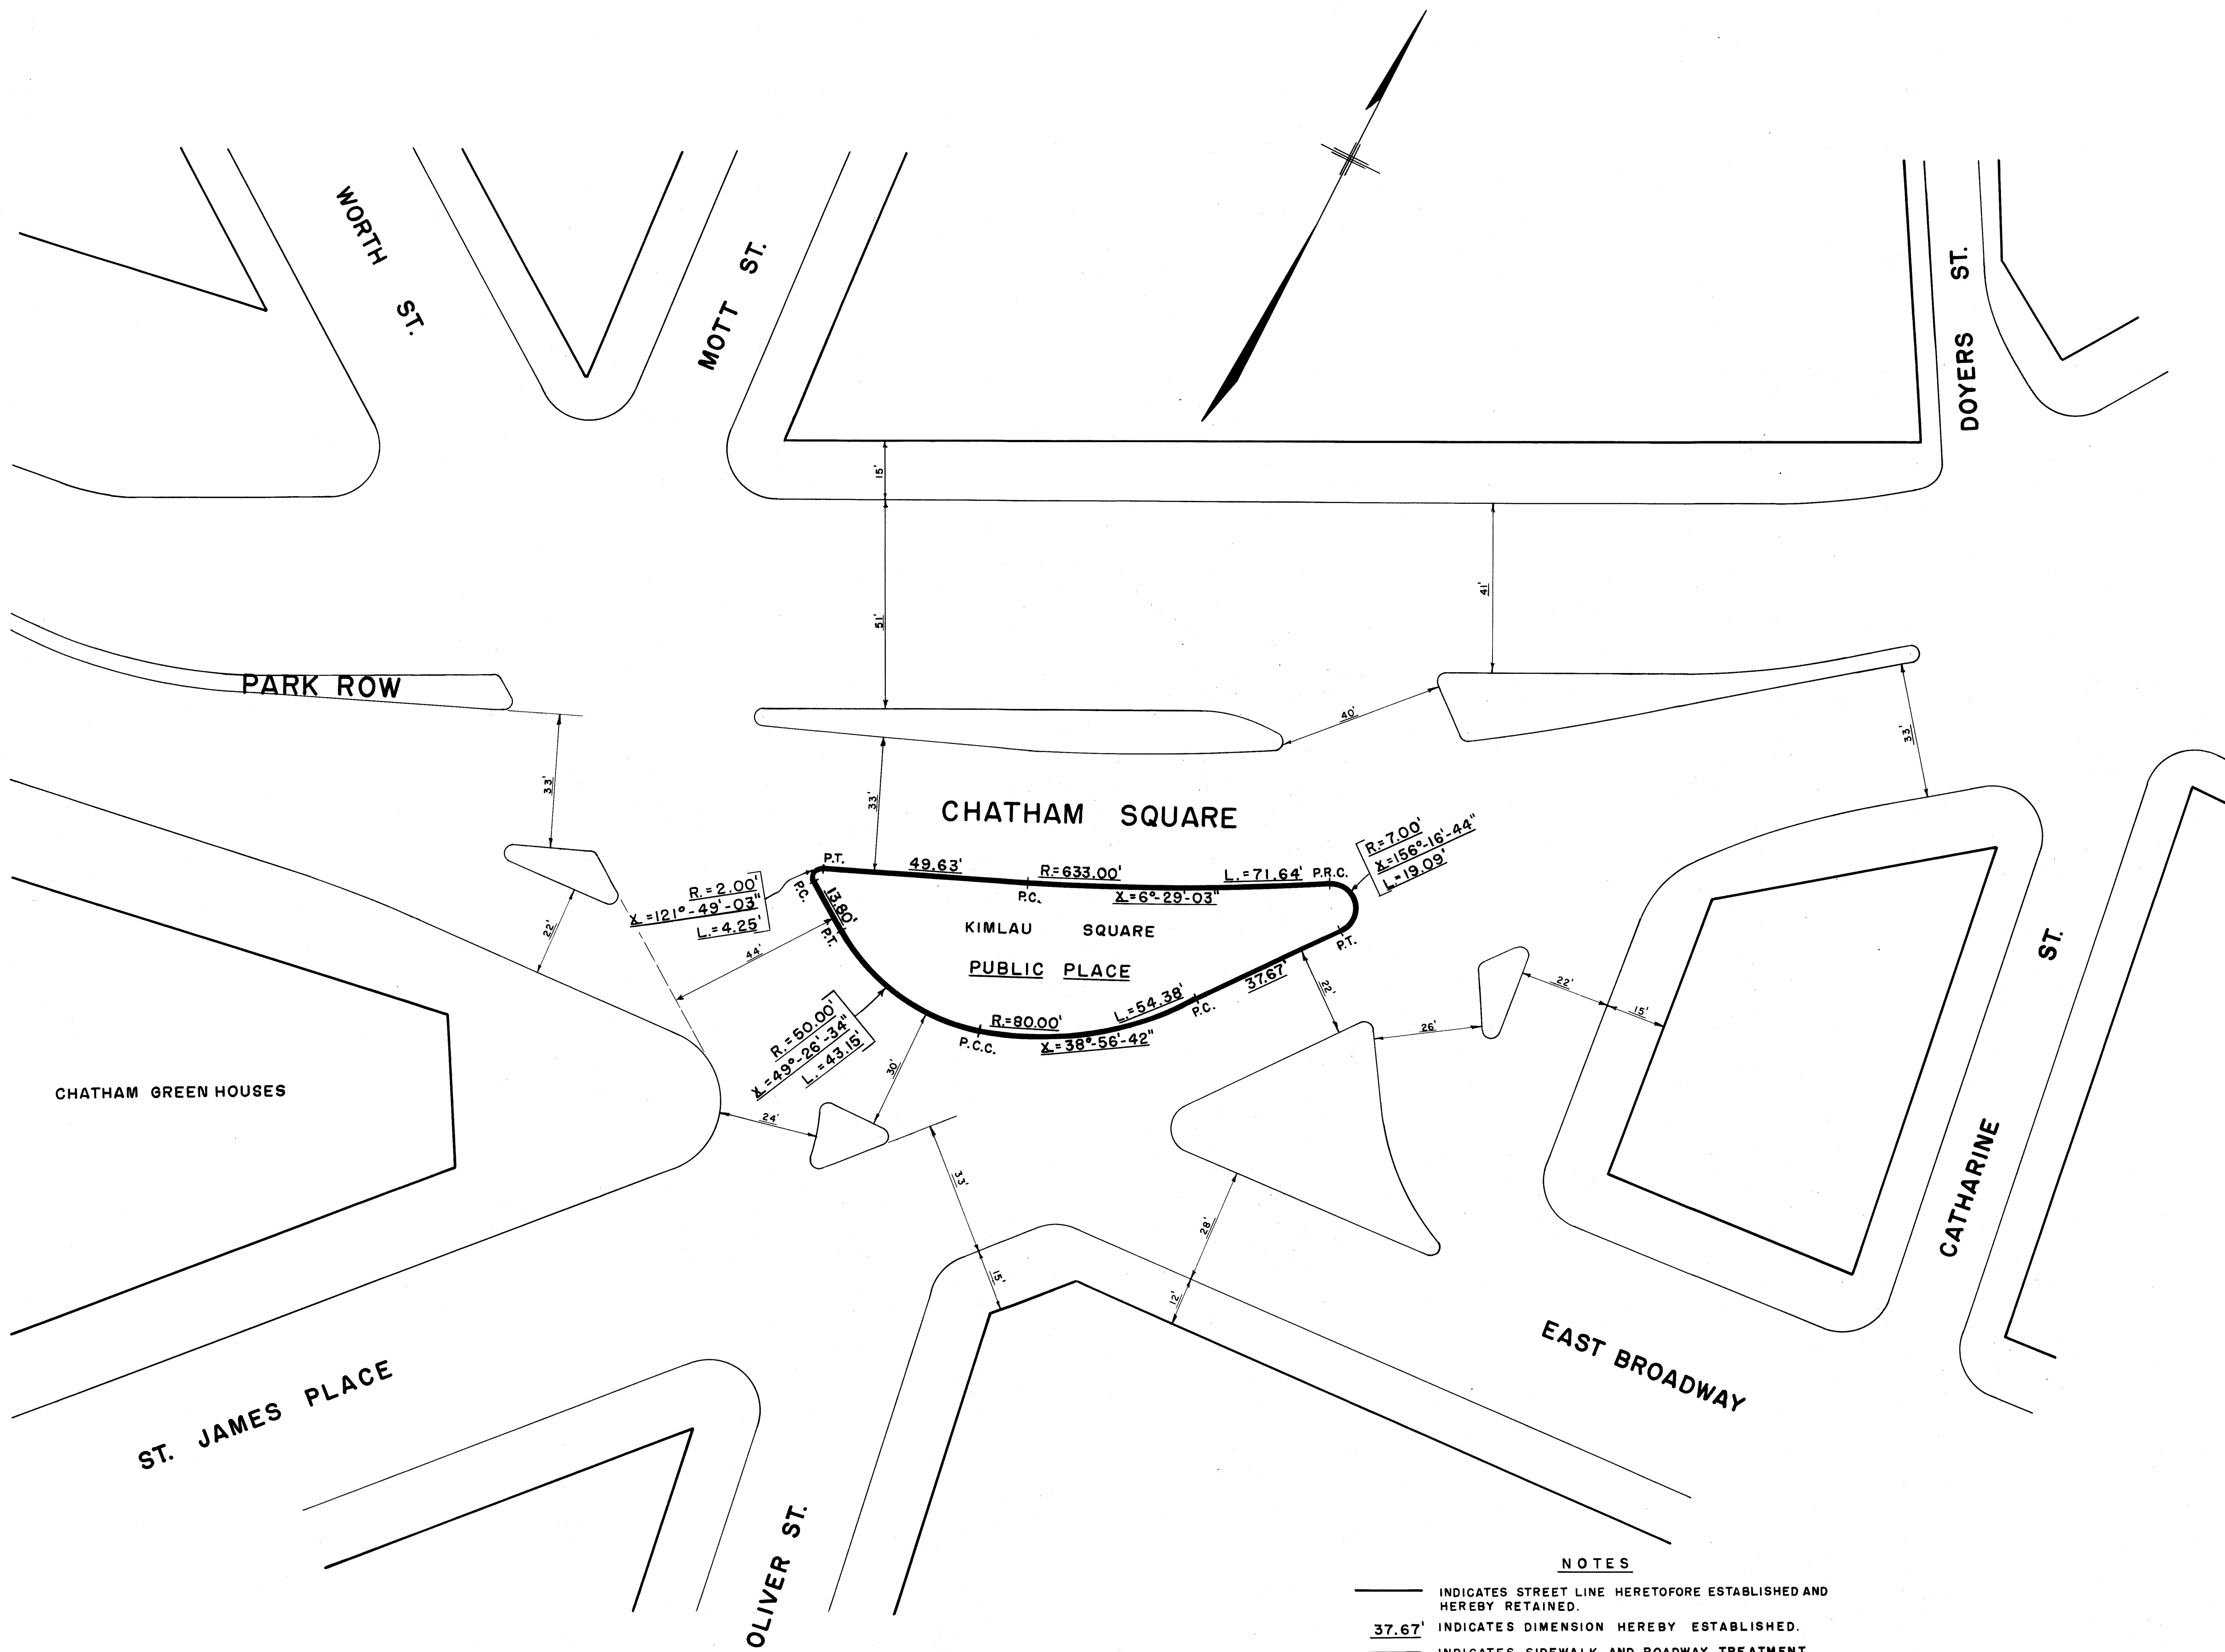 WORTH ST.
MOTT ST.
DOYERS ST.
15'
51'
41'
PARK ROW
40'
33'
33'
33'
CHATHAM SQUARE
R.=7.00'
X=156°-16'-44"
L.=19.09'
P.T.
49.63'
R.=633.00'
L.=71.64'
P.R.C.
R.=2.00'
X=121°-49'-03"
L.=4.25'
P.C.
13.80'
P.T.
P.C.
X=6°-29'-03"
KIMLAU SQUARE
PUBLIC PLACE
P.T.
22'
44'
37.67'
22'
22'
15'
ST.
R.=50.00'
X=49°-26'-34"
L.=43.15'
L.=54.38'
P.C.
R.=80.00'
P.C.C.
X=38°-56'-42"
26'
30'
CHATHAM GREEN HOUSES
24'
33'
28'
CATHARINE
15'
12'
EAST BROADWAY
ST. JAMES PLACE
OLIVER ST.
NOTES
INDICATES STREET LINE HERETOFORE ESTABLISHED AND
HEREBY RETAINED.
37.67' INDICATES DIMENSION HEREBY ESTABLISHED.
INDICATES SIDEWALK AND ROADWAY TREATMENT